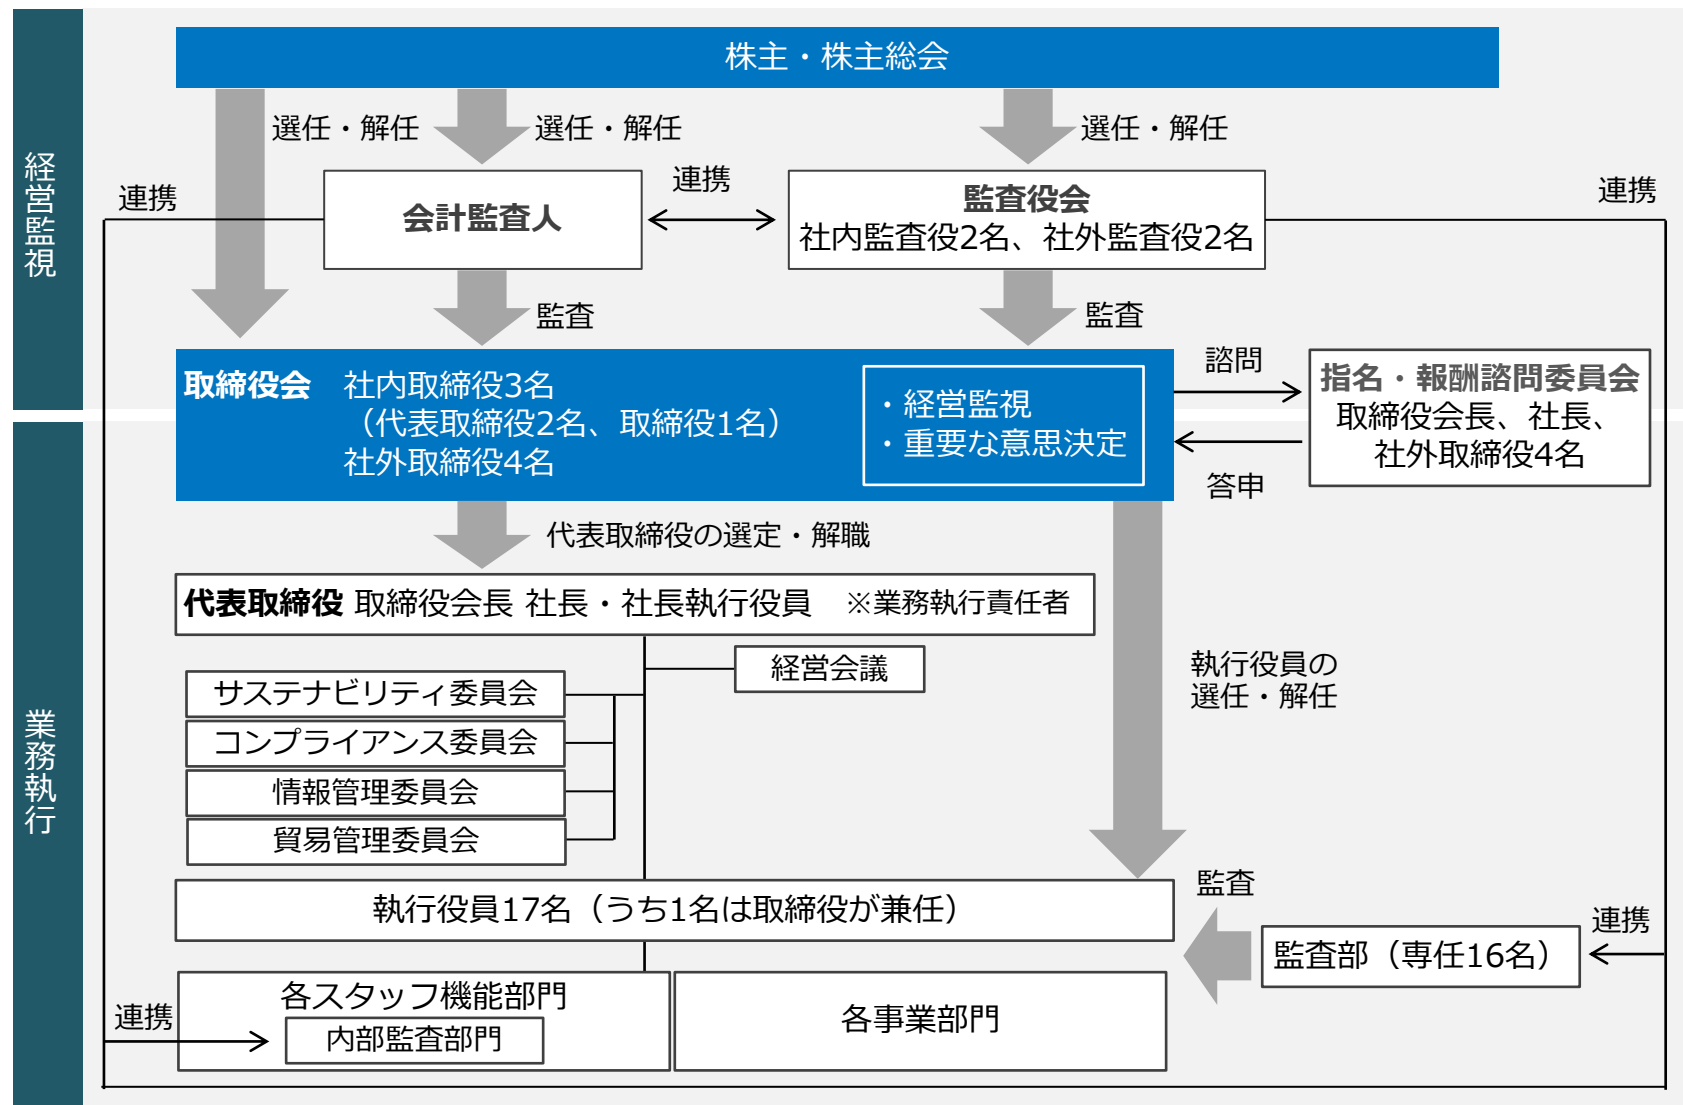 株主・株主総会
選任・解任
選任・解任
選任・解任
経営監視
連携
会計監査人
連携
監査役会
社内監査役2名、社外監査役2名
連携
監査
監査
取締役会 社内取締役3名
（代表取締役2名、取締役1名）
社外取締役4名
・経営監視
・重要な意思決定
諮問
答申
指名・報酬諮問委員会
取締役会長、社長、
社外取締役4名
代表取締役の選定・解職
業務執行
代表取締役 取締役会長 社長・社長執行役員 ※業務執行責任者
経営会議
サステナビリティ委員会
コンプライアンス委員会
情報管理委員会
貿易管理委員会
執行役員の
選任・解任
執行役員17名（うち1名は取締役が兼任）
監査
監査部（専任16名）
連携
各スタッフ機能部門
内部監査部門
連携
各事業部門